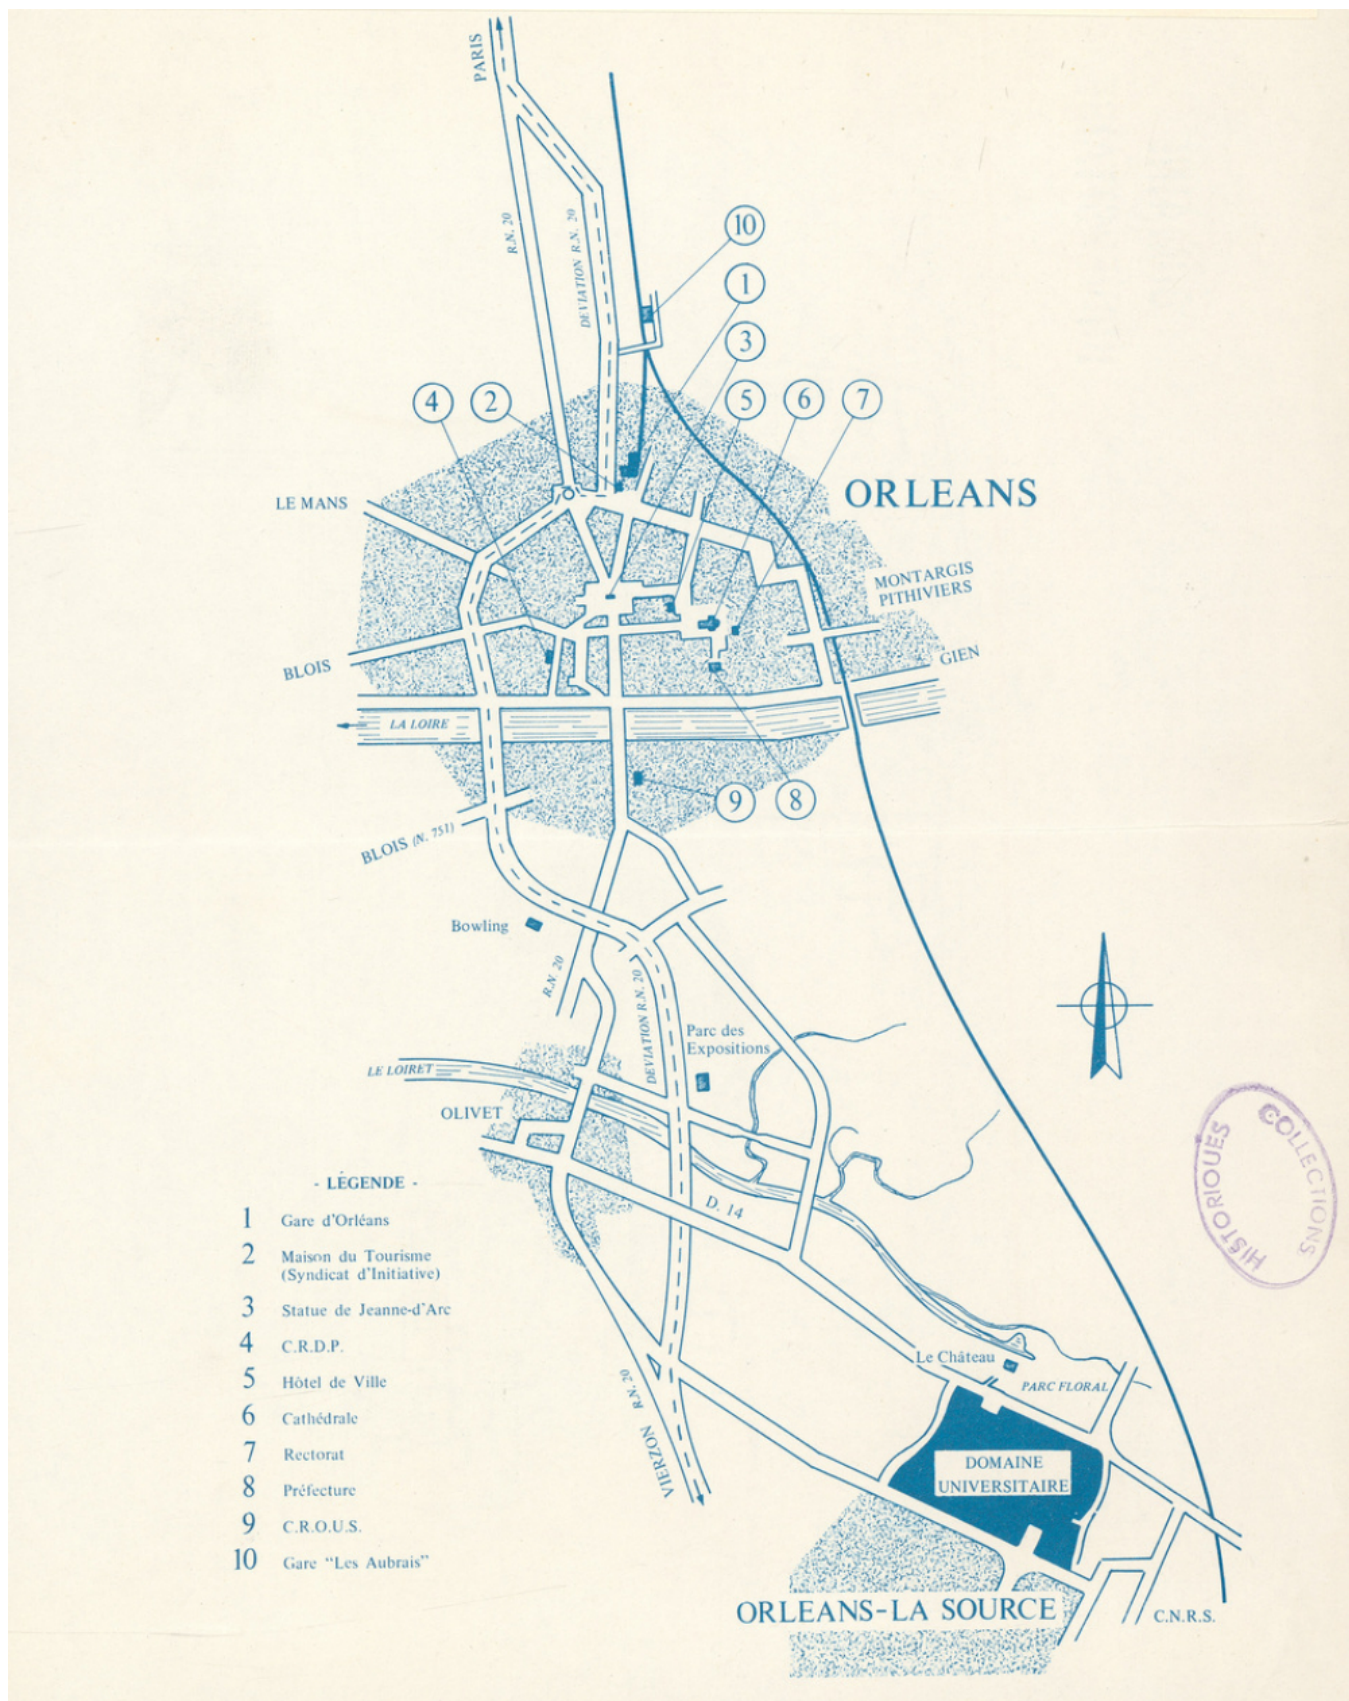 PARIS
R.N. 20
DEVIATION R.N. 20
10
1
3
4
2
5
6
7
LE MANS
ORLEANS
MONTARGIS
PITHIVIERS
BLOIS
GIEN
LA LOIRE
9
8
BLOIS (N. 751)
Bowling
R.N. 20
DEVIATION R.N. 20
Parc des
Expositions
LE LOIRET
OLIVET
COLLECTIONS
HISTORIQUES
D. 14
- LÉGENDE -
1 Gare d'Orléans
2 Maison du Tourisme
(Syndicat d'Initiative)
3 Statue de Jeanne-d'Arc
4 C.R.D.P.
5 Hôtel de Ville
6 Cathédrale
7 Rectorat
8 Préfecture
9 C.R.O.U.S.
10 Gare "Les Aubrais"
Le Château
PARC FLORAL
VIERZON R.N. 20
DOMAINE
UNIVERSITAIRE
ORLEANS-LA SOURCE
C.N.R.S.